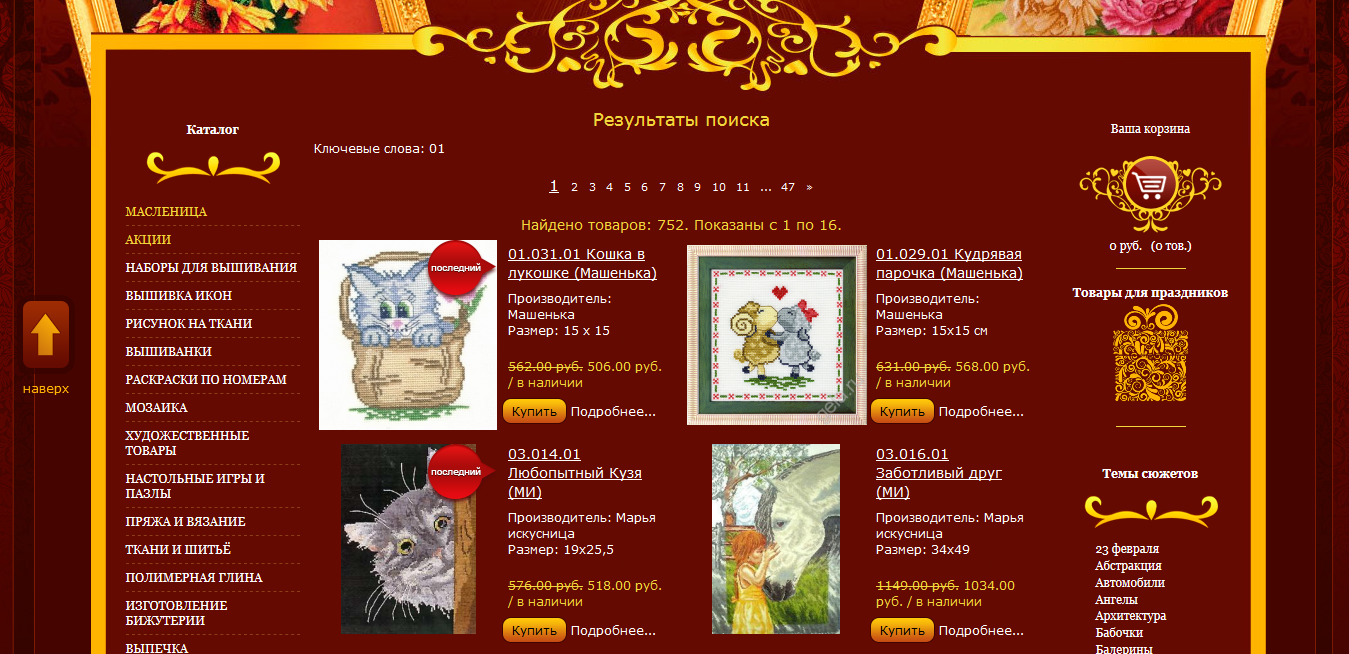 Каталог
МАСЛЕНИЦА
АКЦИИ
НАБОРЫ ДЛЯ ВЫШИВАНИЯ
ВЫШИВКА ИКОН
РИСУНОК НА ТКАНИ
ВЫШИВАНКИ
РАСКРАСКИ ПО НОМЕРАМ
МОЗАИКА
ХУДОЖЕСТВЕННЫЕ
ТОВАРЫ
НАСТОЛЬНЫЕ ИГРЫ И
ПАЗЛЫ
ПРЯЖА И ВЯЗАНИЕ
ТКАНИ И ШИТЬЁ
ПОЛИМЕРНАЯ ГЛИНА
ИЗГОТОВЛЕНИЕ
БИЖУТЕРИИ
ВЫПЕЧКА
наверх
Результаты поиска
Ключевые слова: 01
1 2 3 4 5 6 7 8 9 10 11 ... 47 »
Найдено товаров: 752. Показаны с 1 по 16.
последний
01.031.01 Кошка в
лукошке (Машенька)
Производитель:
Машенька
Размер: 15 x 15
562.00 руб. 506.00 руб.
/ в наличии
Купить Подробнее...
01.029.01 Кудрявая
парочка (Машенька)
Производитель:
Машенька
Размер: 15x15 см
631.00 руб. 568.00 руб.
/ в наличии
Купить Подробнее...
последний
03.014.01
Любопытный Кузя
(МИ)
Производитель: Марья
искусница
Размер: 19x25,5
576.00 руб. 518.00 руб.
/ в наличии
Купить Подробнее...
03.016.01
Заботливый друг
(МИ)
Производитель: Марья
искусница
Размер: 34x49
1149.00 руб. 1034.00
руб. / в наличии
Купить Подробнее...
Ваша корзина
0 руб. (0 тов.)
Товары для праздников
Темы сюжетов
23 февраля
Абстракция
Автомобили
Ангелы
Архитектура
Бабочки
Балерины